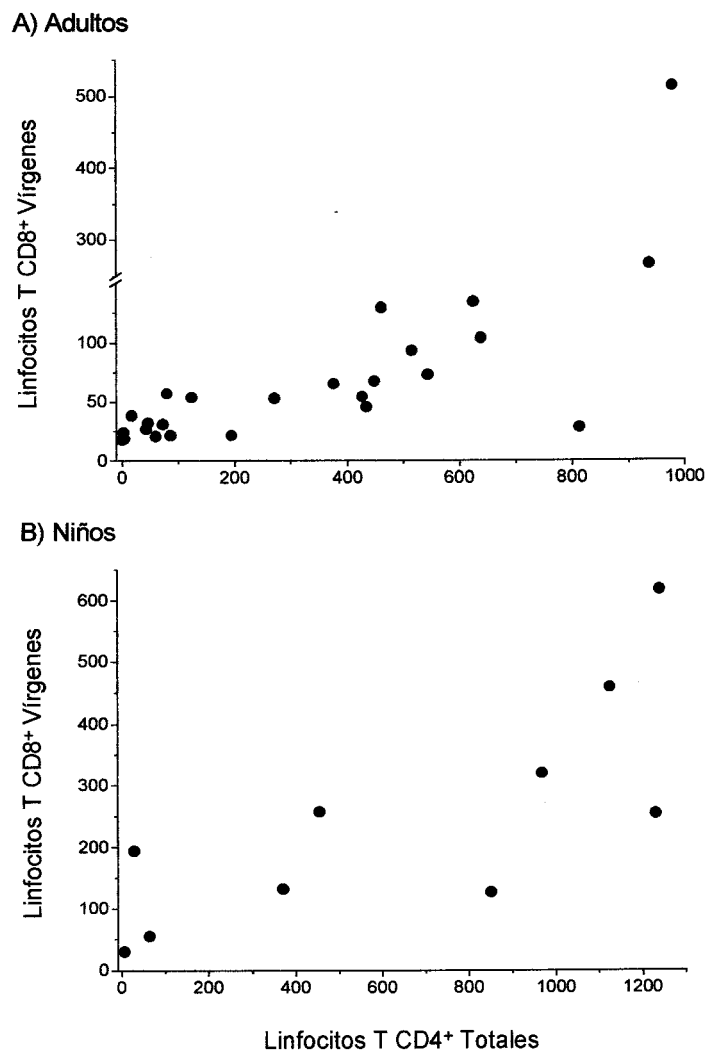 A) Adultos
Linfocitos T CD8⁺ Vírgenes
500
400
300
100
50
0
0 200 400 600 800 1000
B) Niños
Linfocitos T CD8⁺ Vírgenes
600
500
400
300
200
100
0
0 200 400 600 800 1000 1200
Linfocitos T CD4⁺ Totales